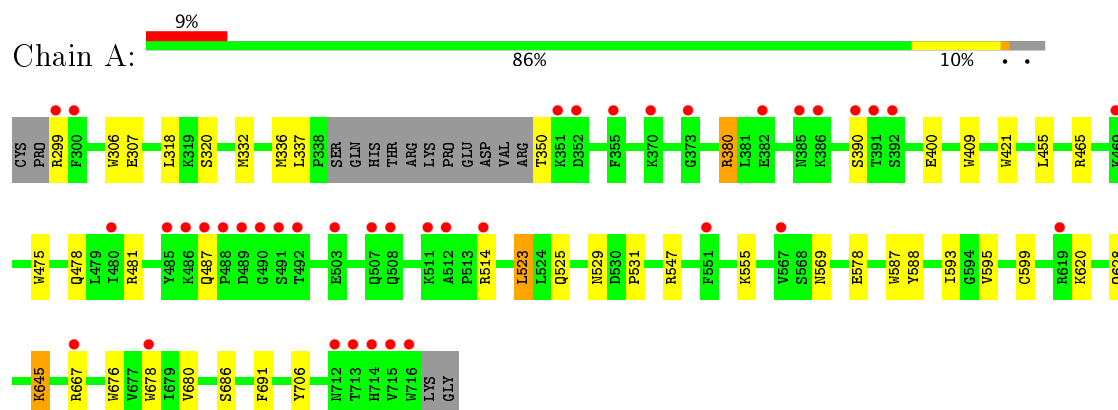 9%
Chain A:
86% 10% • •
CYS PRO R299 F300 W306 E307 L318 K319 S320 M332 M336 L337 P338 SER GLN HIS THR ARG LYS PRO GLU ASP VAL ARG T350 K351 D352 F355 K370 G373 R380 L381 E382 N385 K386 S390 T391 S392 E400 W409 W421 L455 R465 K469
W475 Q478 L479 I480 R481 Y485 K486 Q487 P488 D489 G490 S491 T492 E503 Q507 Q508 K511 A512 P513 R514 L523 L524 Q525 N529 D530 P531 R547 F551 K555 V567 S568 N569 E578 W587 Y588 I593 G594 V595 C599 R619 K620
K645 R667 W676 V677 W678 I679 V680 S686 F691 Y706 N712 T713 H714 V715 W716 LYS GLY